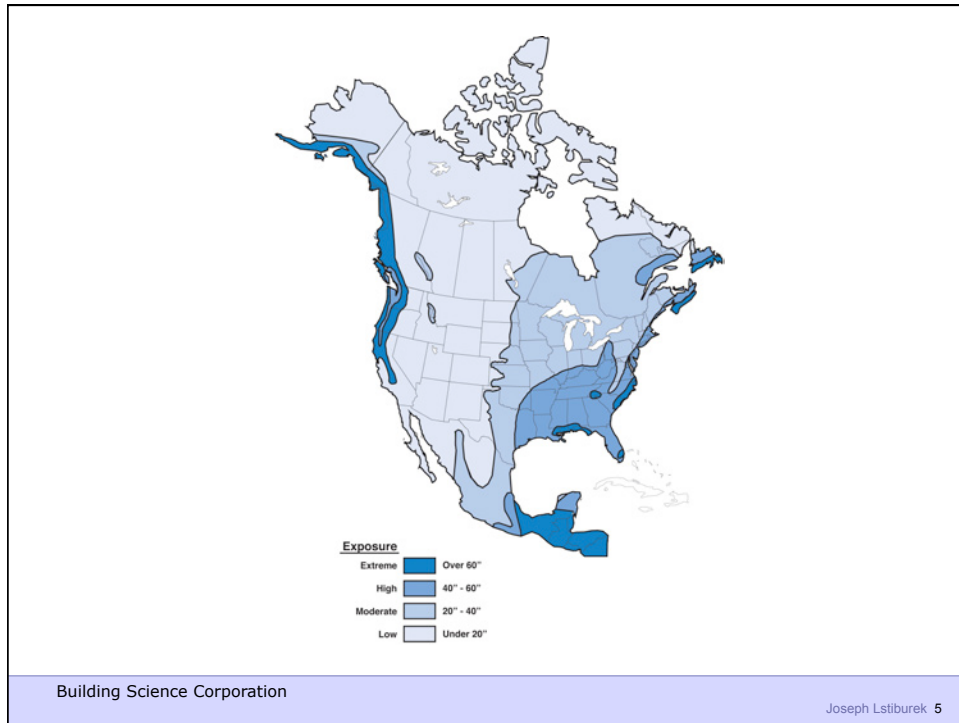 Exposure
Extreme Over 60"
High 40" - 60"
Moderate 20" - 40"
Low Under 20"
Building Science Corporation
Joseph Lstiburek 5